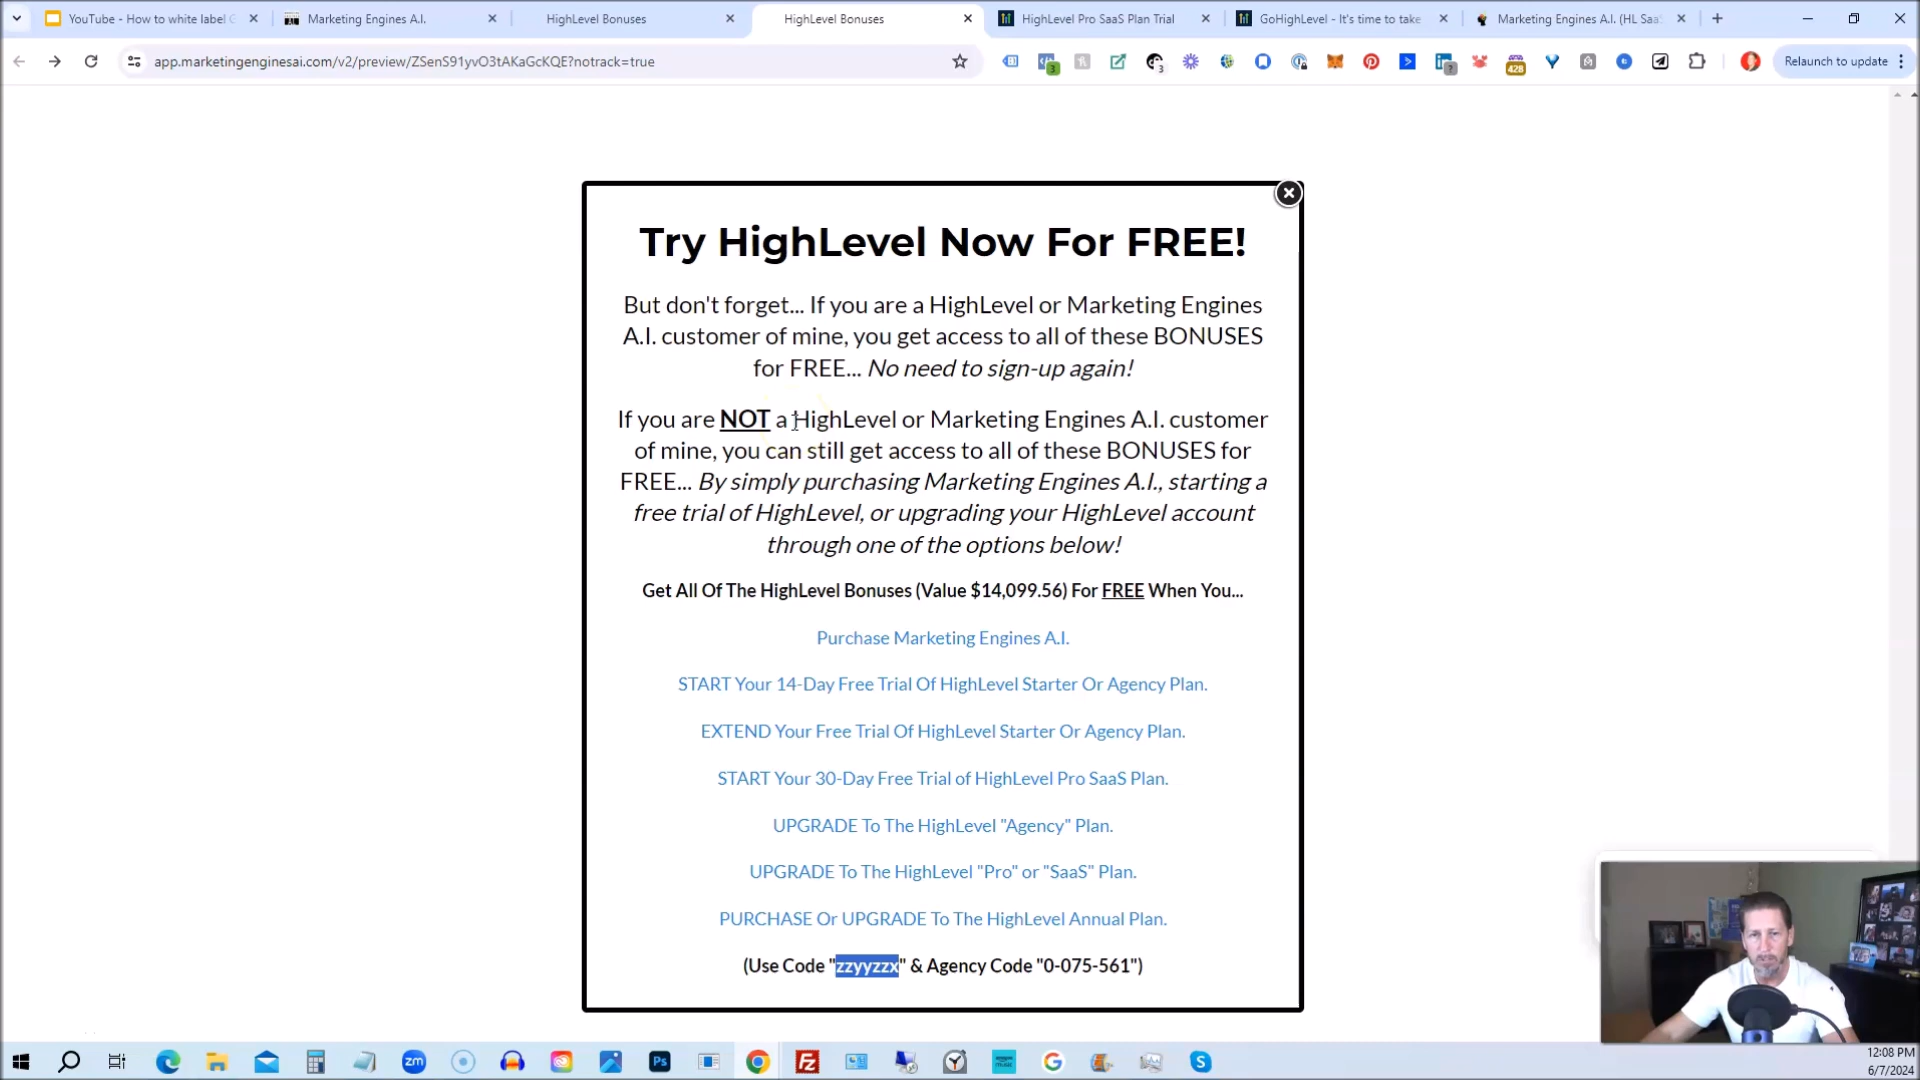 YouTube - How to white label G
Marketing Engines A.I.
HighLevel Bonuses
HighLevel Bonuses
HighLevel Pro SaaS Plan Trial
GoHighLevel - It's time to take
Marketing Engines A.I. (HL Saa
app.marketingenginesai.com/v2/preview/ZSenS91yvO3tAKaGcKQE?notrack=true
Relaunch to update
Try HighLevel Now For FREE!
But don't forget... If you are a HighLevel or Marketing Engines
A.I. customer of mine, you get access to all of these BONUSES
for FREE... No need to sign-up again!
If you are NOT a HighLevel or Marketing Engines A.I. customer
of mine, you can still get access to all of these BONUSES for
FREE... By simply purchasing Marketing Engines A.I., starting a
free trial of HighLevel, or upgrading your HighLevel account
through one of the options below!
Get All Of The HighLevel Bonuses (Value $14,099.56) For FREE When You...
Purchase Marketing Engines A.I.
START Your 14-Day Free Trial Of HighLevel Starter Or Agency Plan.
EXTEND Your Free Trial Of HighLevel Starter Or Agency Plan.
START Your 30-Day Free Trial of HighLevel Pro SaaS Plan.
UPGRADE To The HighLevel "Agency" Plan.
UPGRADE To The HighLevel "Pro" or "SaaS" Plan.
PURCHASE Or UPGRADE To The HighLevel Annual Plan.
(Use Code "zzyyzzx" & Agency Code "0-075-561")
12:08 PM
6/7/2024